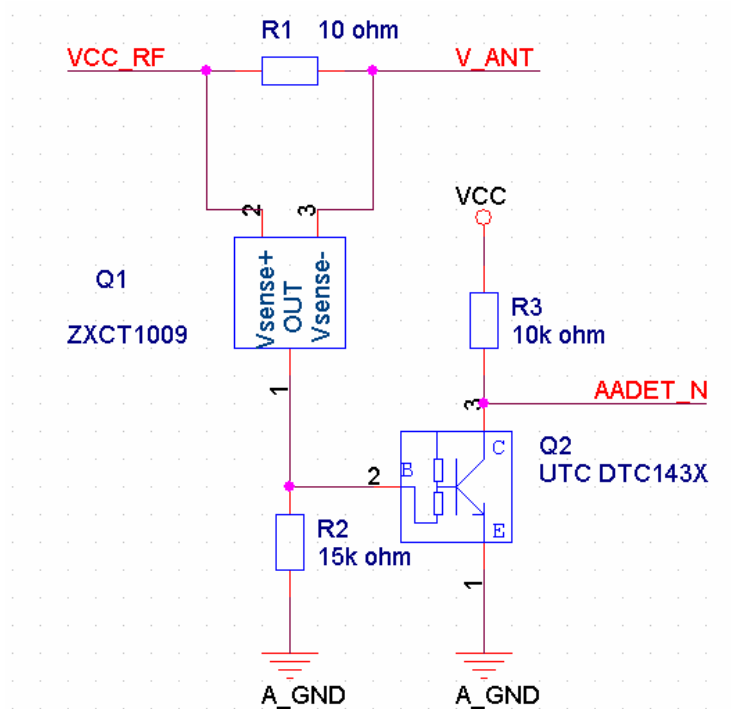 R1 10 ohm
VCC_RF
V_ANT
2
3
VCC
Q1
Vsense+
OUT
Vsense-
R3
10k ohm
ZXCT1009
1
AADET_N
3
C
Q2
UTC DTC143X
2
B
R2
15k ohm
E
1
A_GND
A_GND